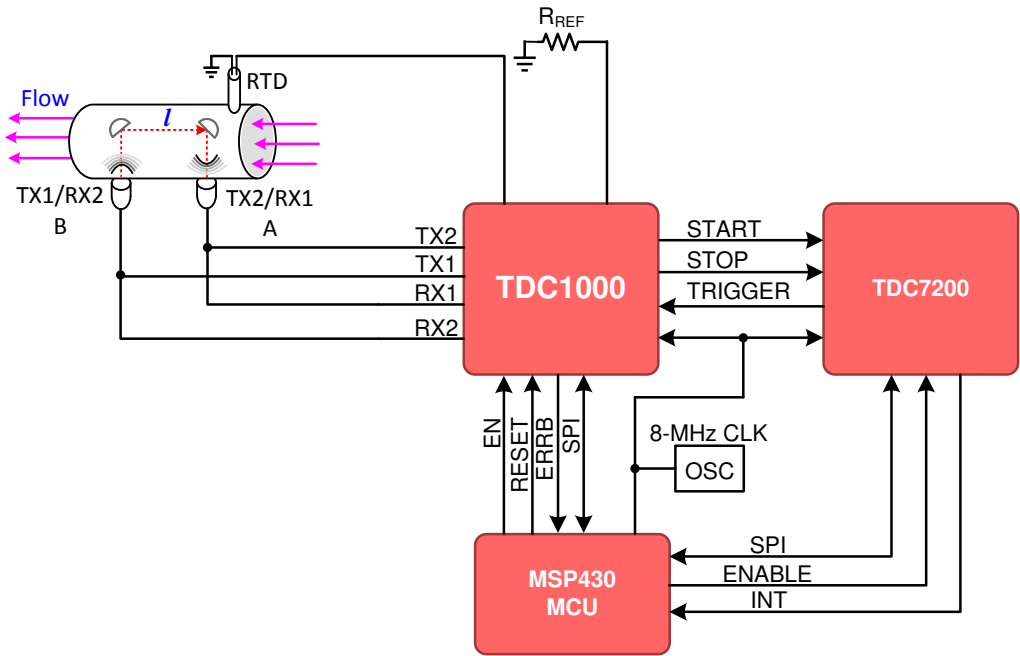 R_REF
RTD
Flow
l
TX1/RX2
B
TX2/RX1
A
TX2
TX1
RX1
RX2
TDC1000
START
STOP
TRIGGER
TDC7200
EN
RESET
ERRB
SPI
8-MHz CLK
OSC
MSP430
MCU
SPI
ENABLE
INT